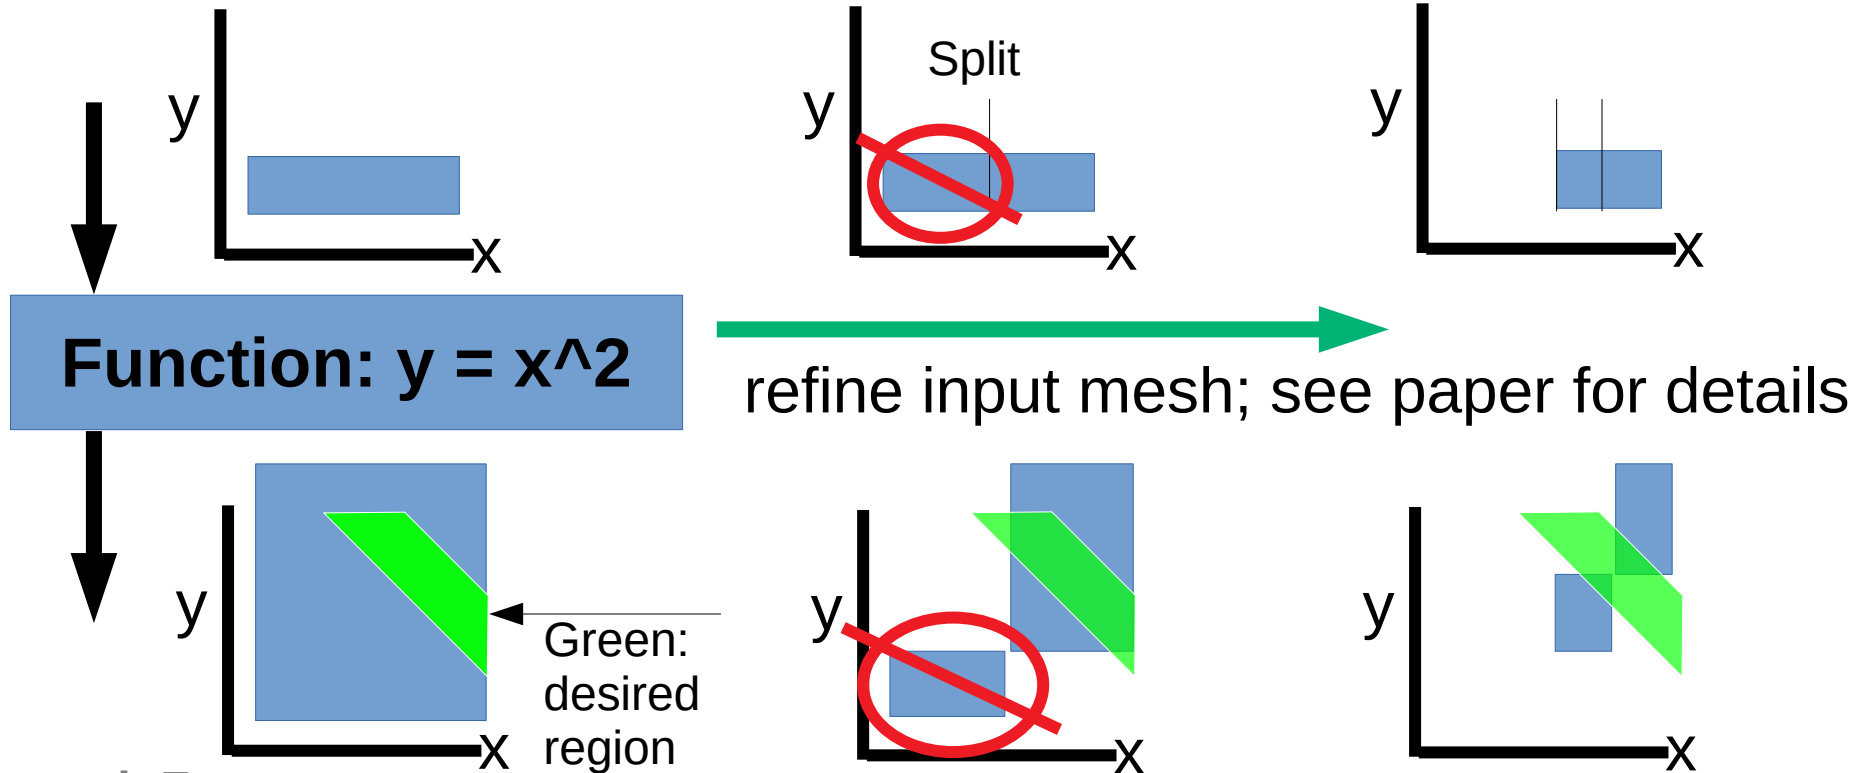 y
x
Split
y
x
y
x
Function: y = x^2
refine input mesh; see paper for details
y
x
Green:
desired
region
y
x
y
x